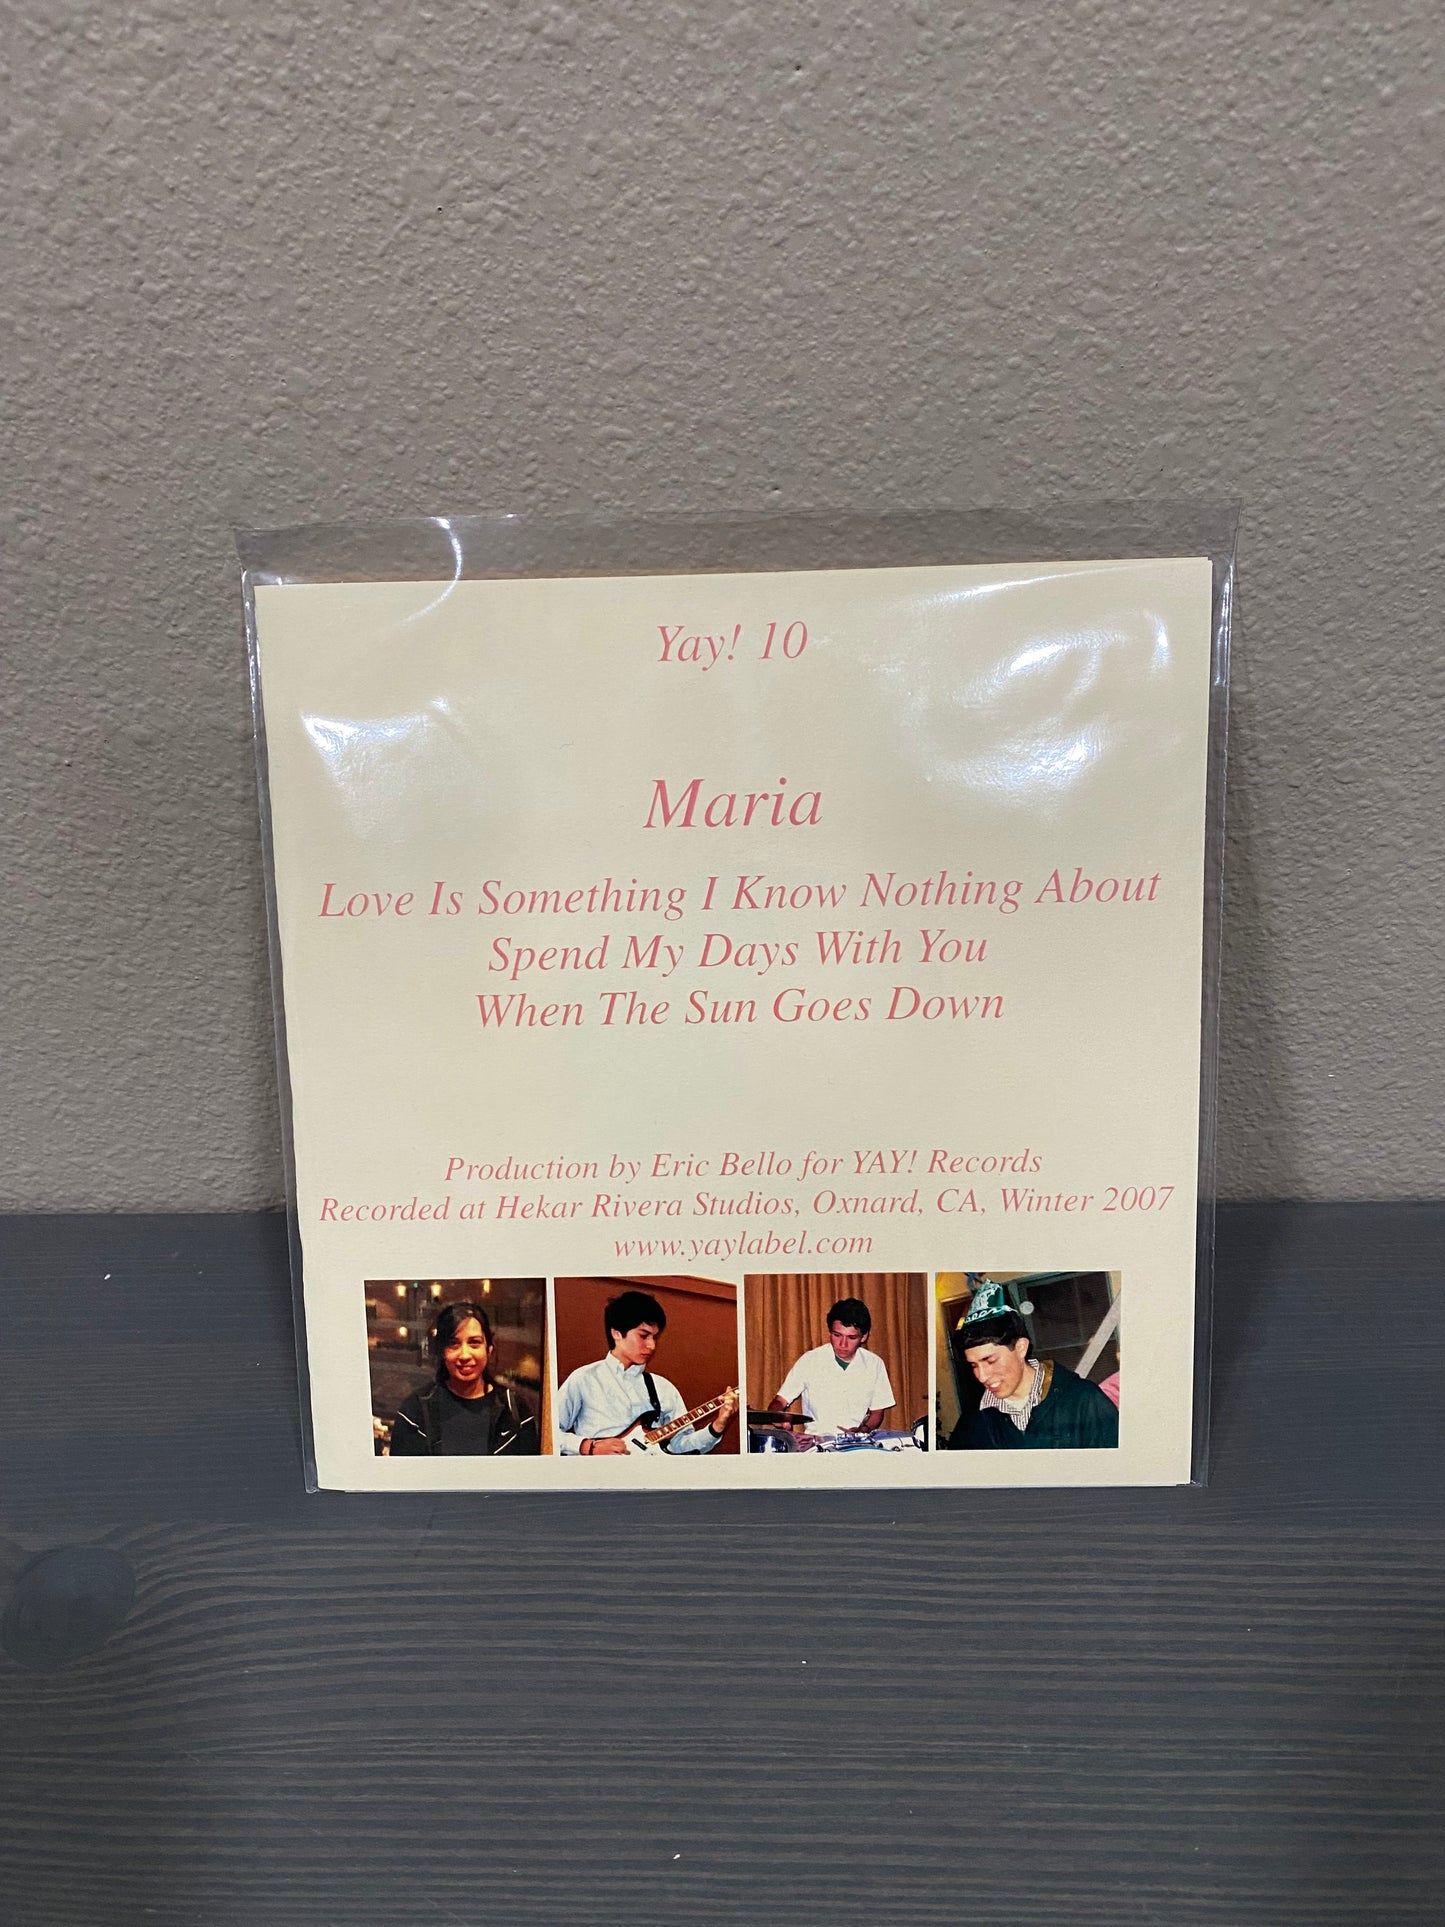 Yay! 10
Maria
Love Is Something I Know Nothing About
Spend My Days With You
When The Sun Goes Down
Production by Eric Bello for YAY! Records
Recorded at Hekar Rivera Studios, Oxnard, CA, Winter 2007
www.yaylabel.com